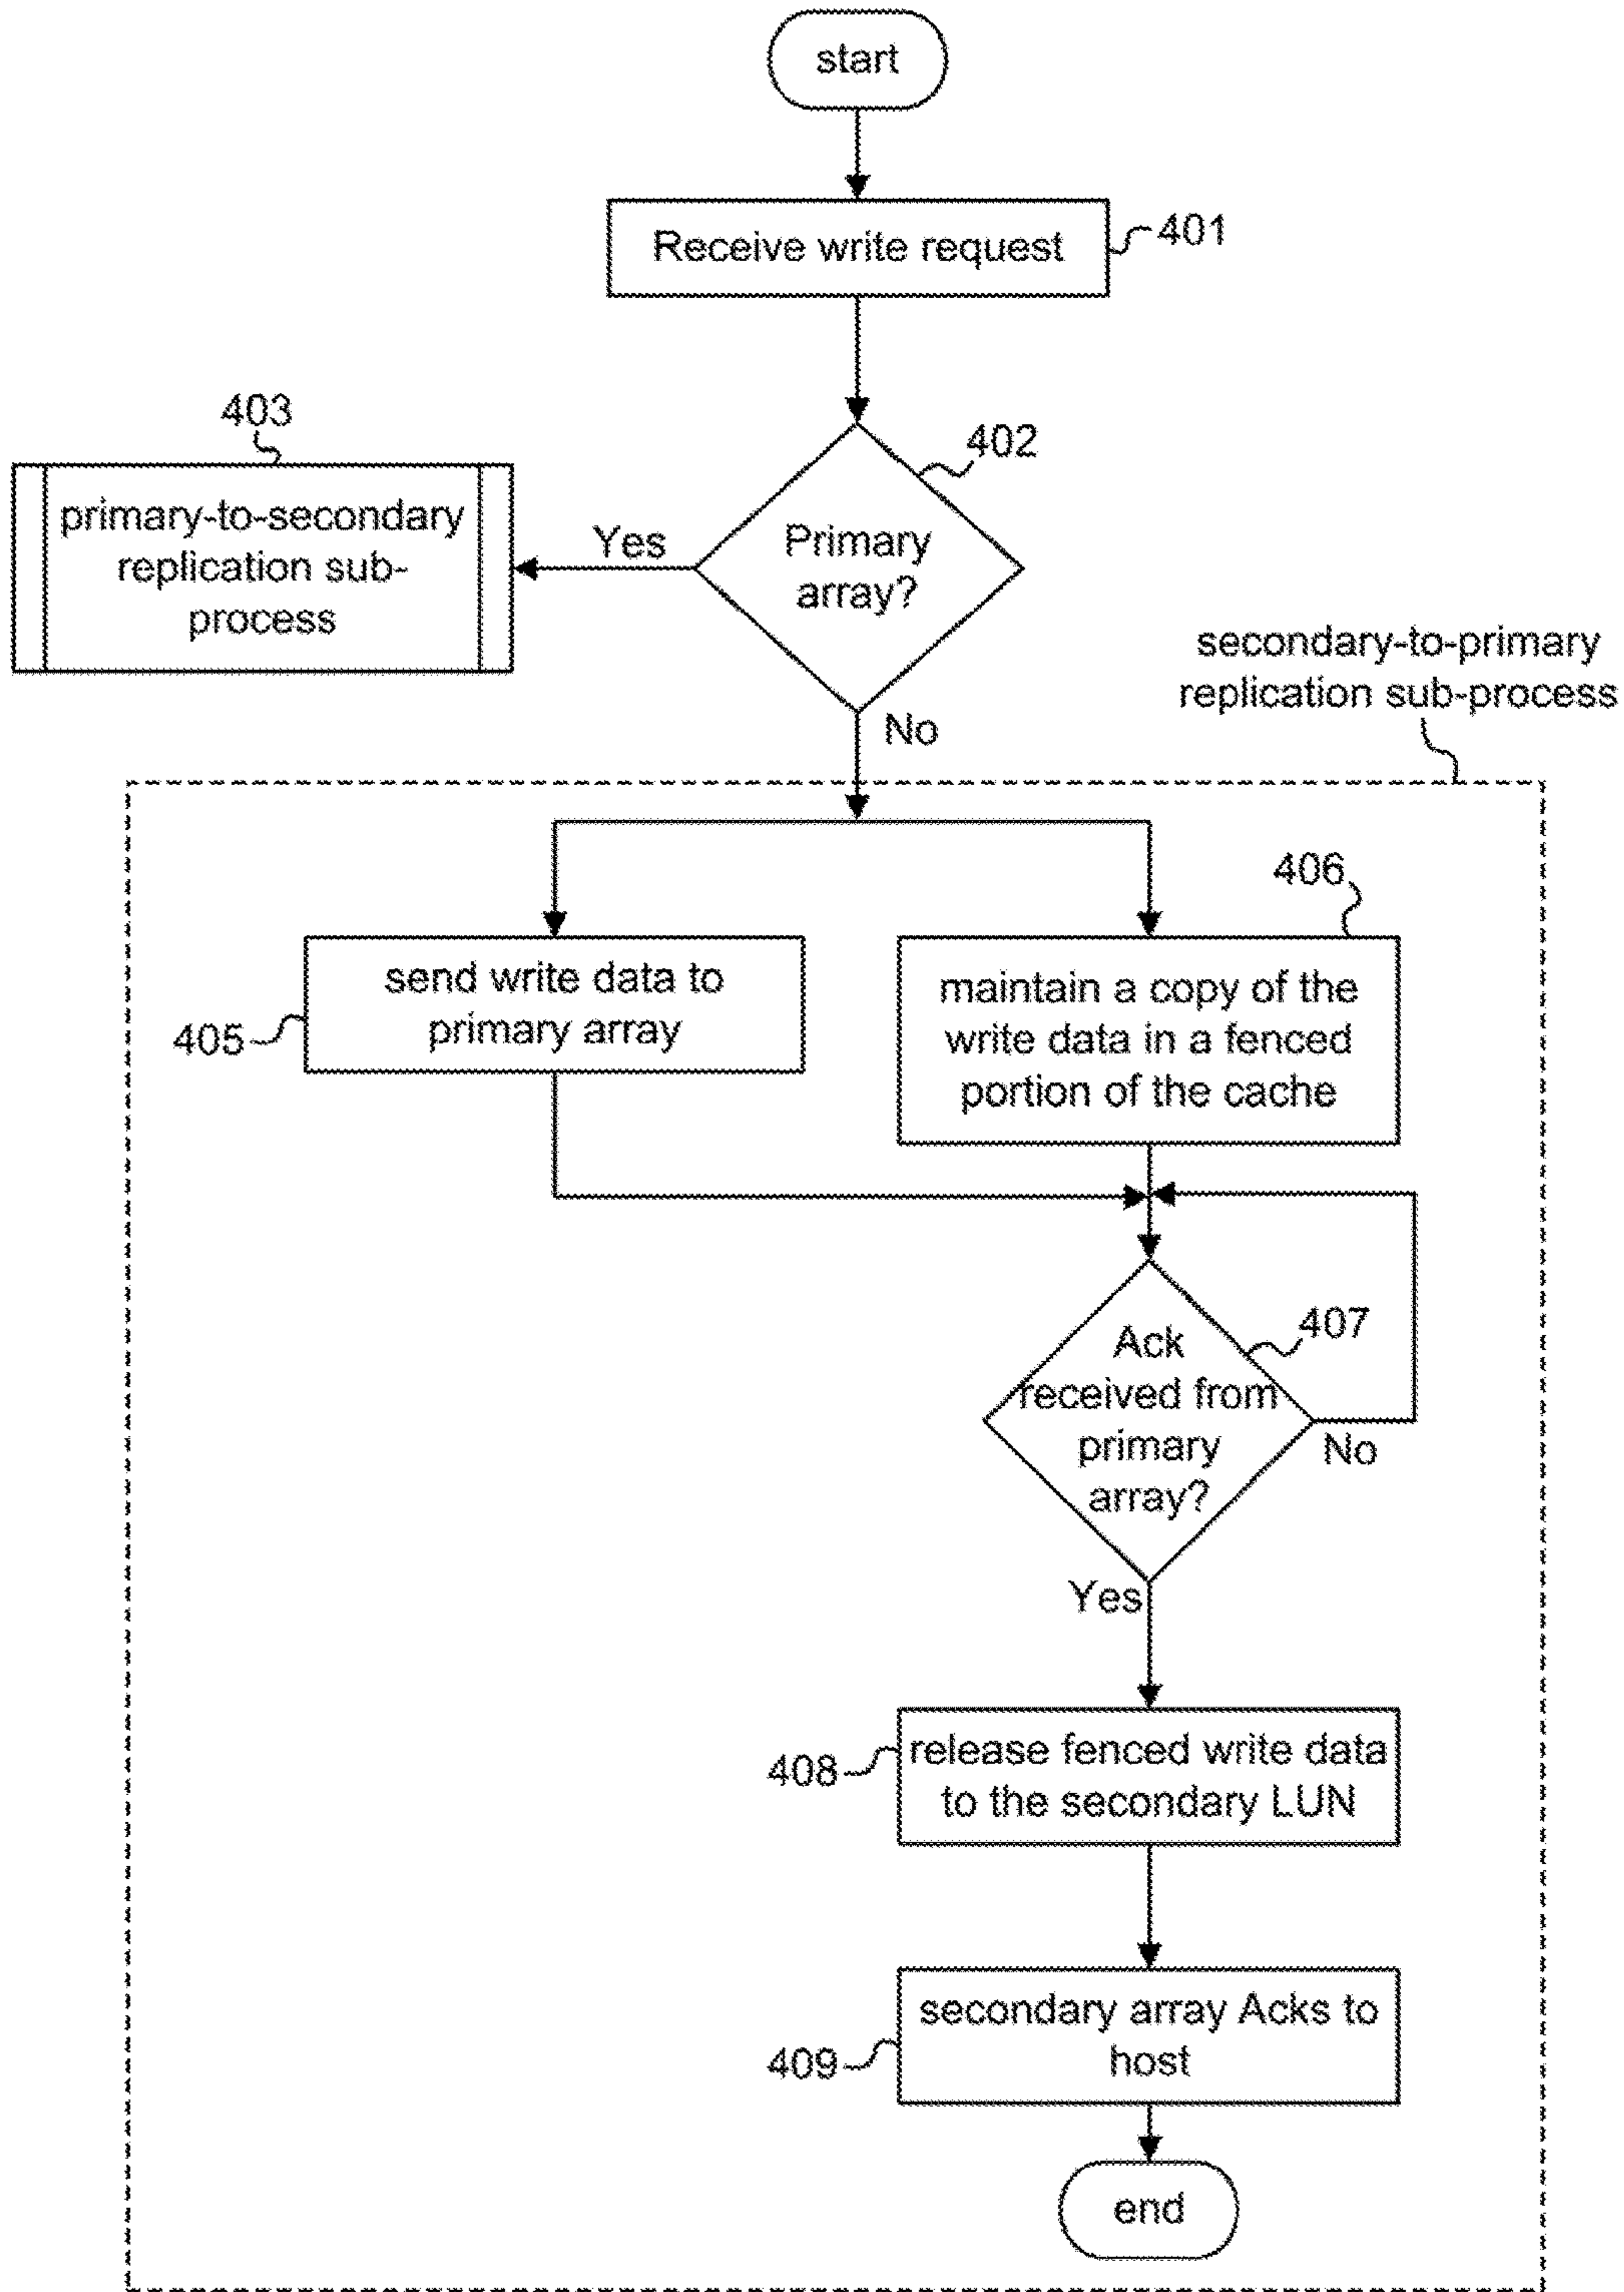 start
Receive write request
401
403
402
primary-to-secondary
replication sub-
process
Yes
Primary
array?
secondary-to-primary
replication sub-process
No
406
send write data to
primary array
405
maintain a copy of the
write data in a fenced
portion of the cache
407
Ack
received from
primary
array?
No
Yes
408
release fenced write data
to the secondary LUN
secondary array Acks to
host
409
end